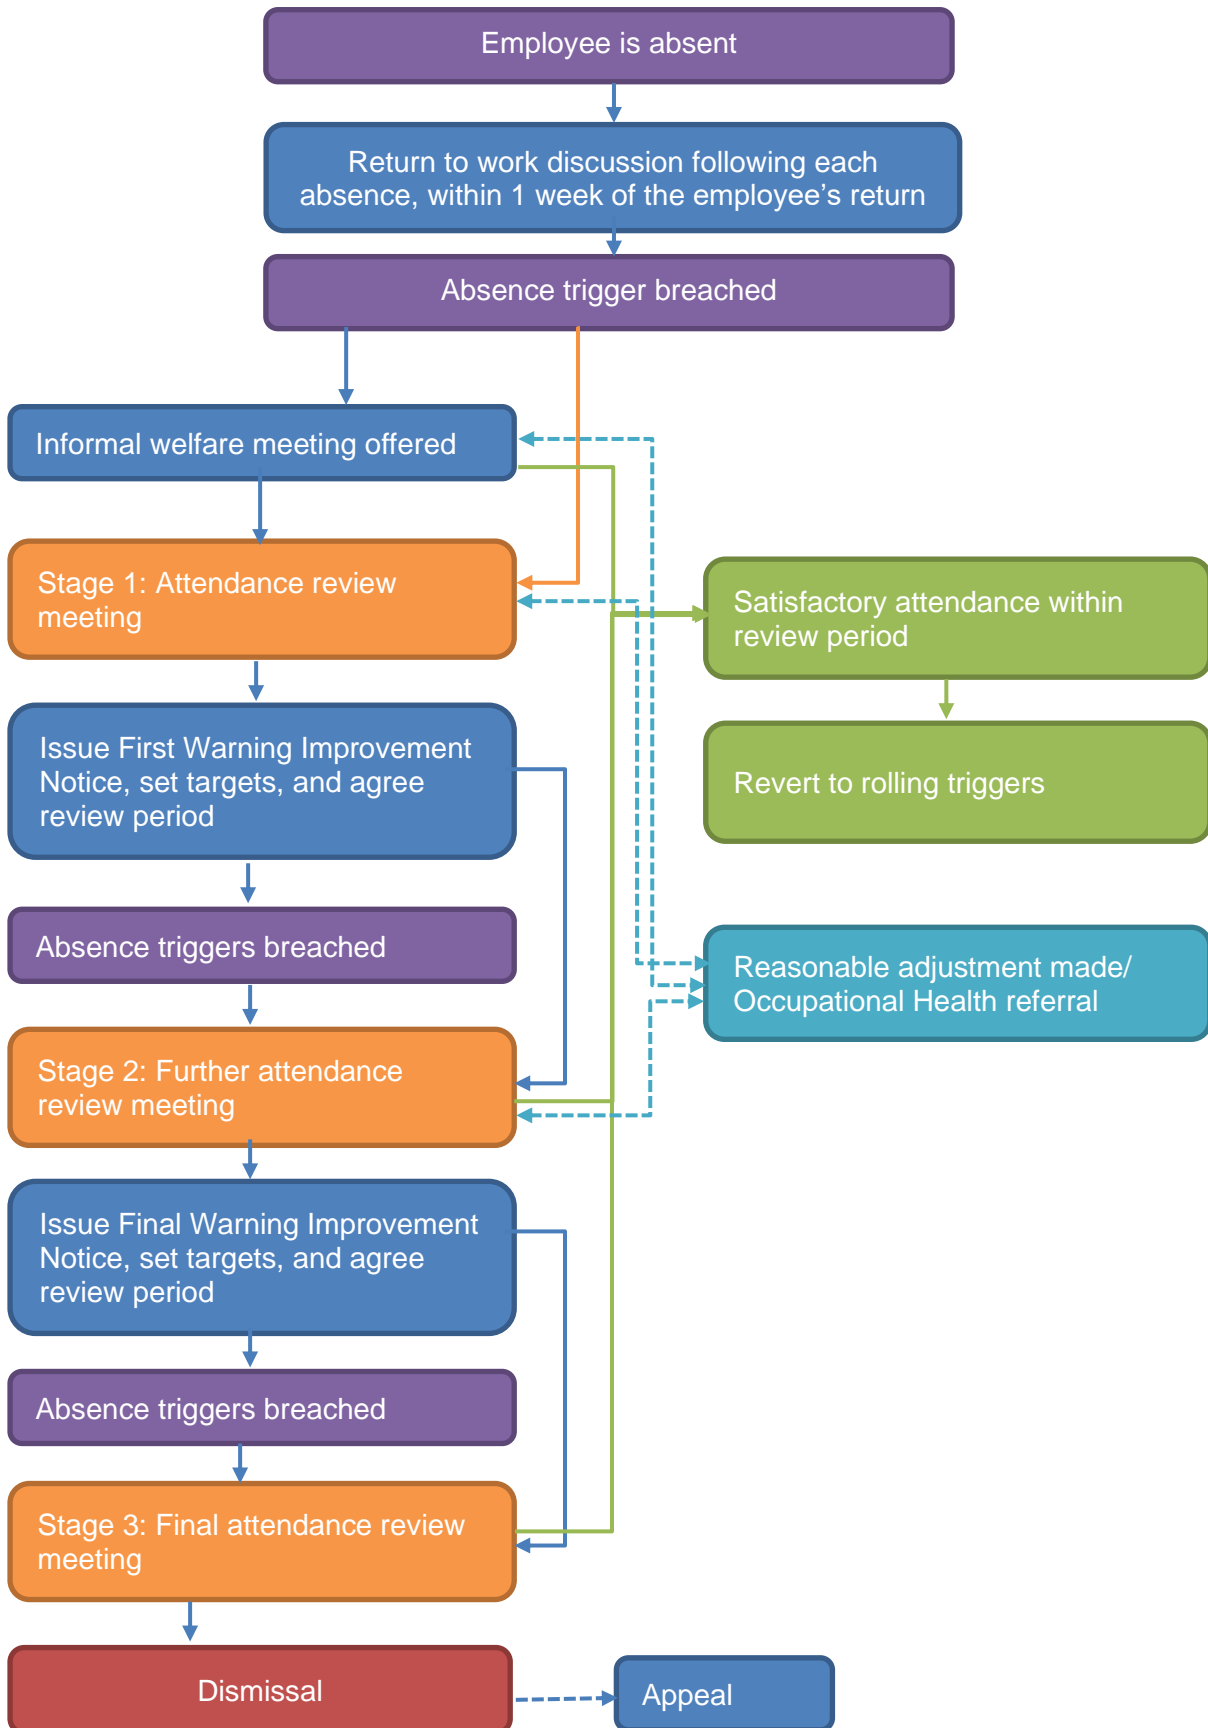 Employee is absent
Return to work discussion following each
absence, within 1 week of the employee’s return
Absence trigger breached
Informal welfare meeting offered
Stage 1: Attendance review
meeting
Satisfactory attendance within
review period
Issue First Warning Improvement
Notice, set targets, and agree
review period
Revert to rolling triggers
Absence triggers breached
Reasonable adjustment made/
Occupational Health referral
Stage 2: Further attendance
review meeting
Issue Final Warning Improvement
Notice, set targets, and agree
review period
Absence triggers breached
Stage 3: Final attendance review
meeting
Dismissal
Appeal